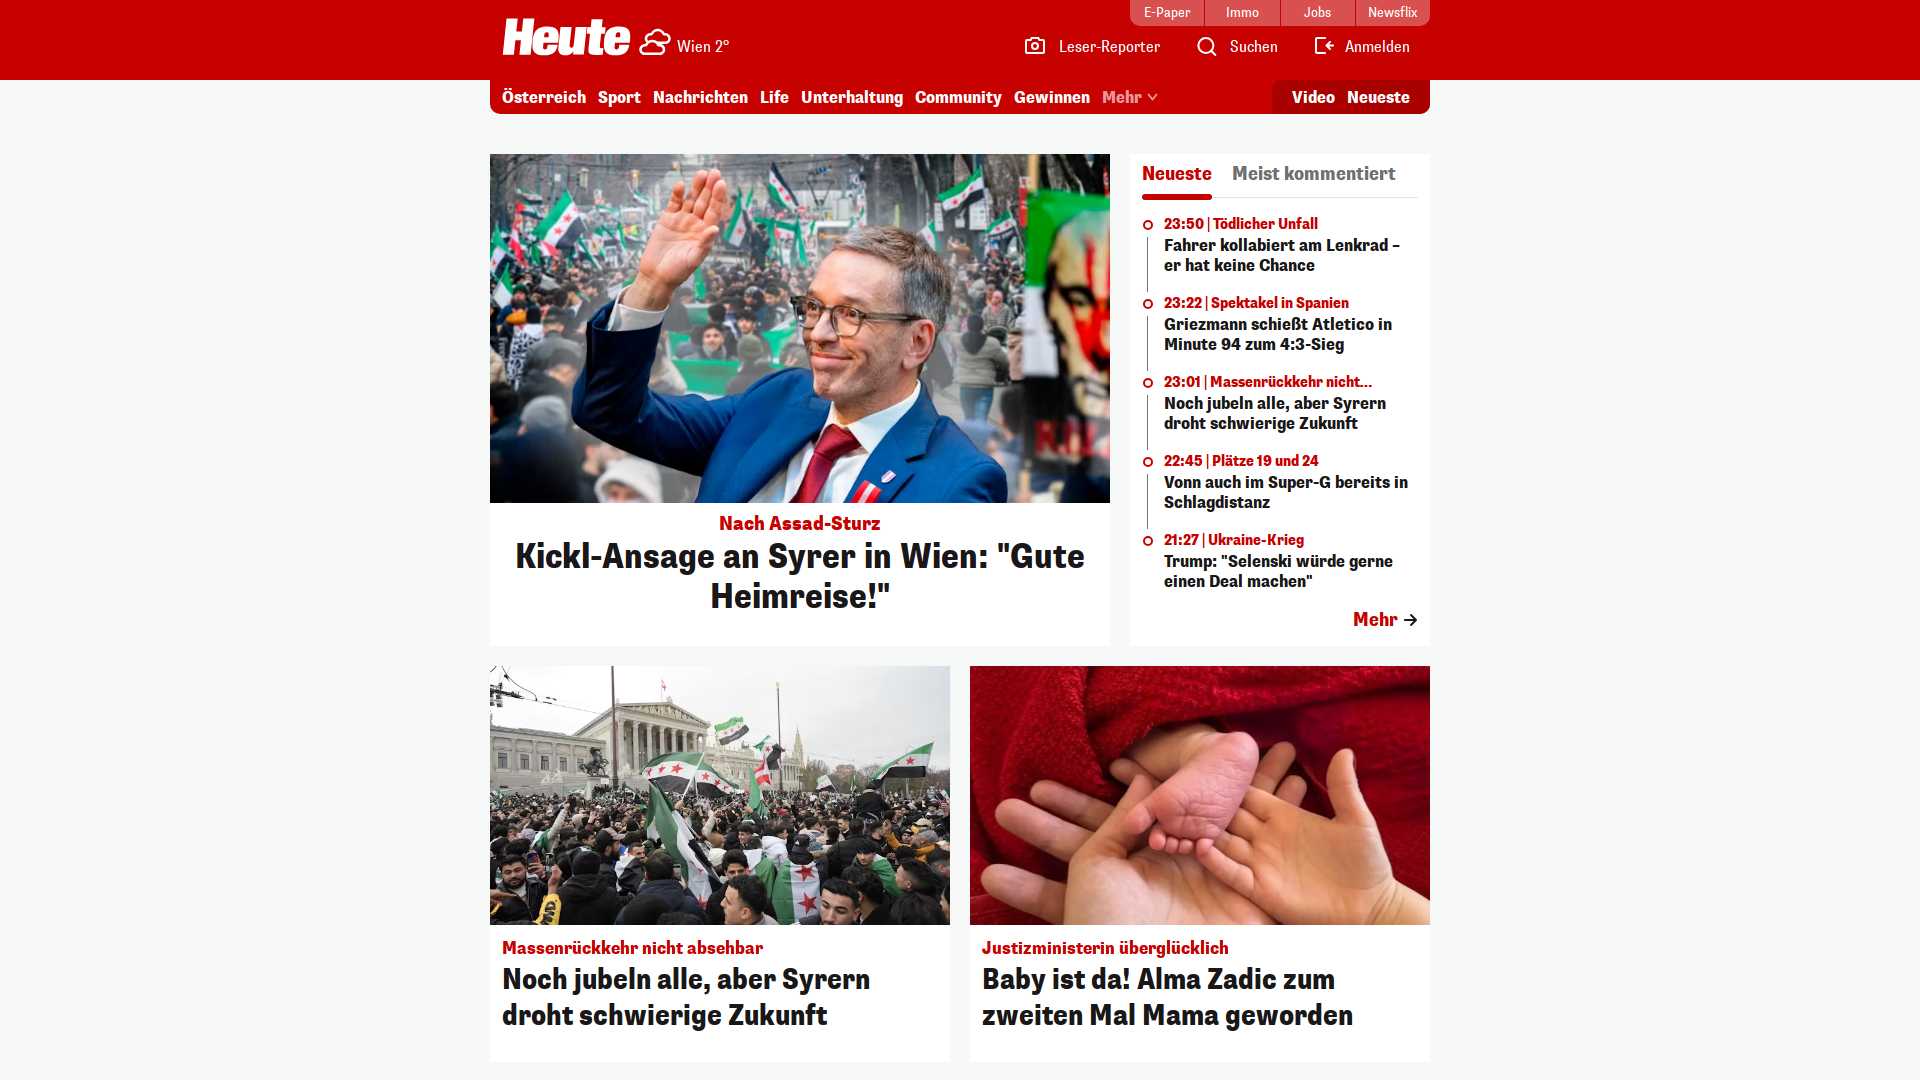 E-Paper
Immo
Jobs
Newsflix
Heute
Wien 2°
Leser-Reporter
Suchen
Anmelden
Österreich
Sport
Nachrichten
Life
Unterhaltung
Community
Gewinnen
Mehr
Video
Neueste
Nach Assad-Sturz
Kickl-Ansage an Syrer in Wien: "Gute
Heimreise!"
Neueste
Meist kommentiert
23:50 | Tödlicher Unfall
Fahrer kollabiert am Lenkrad –
er hat keine Chance
23:22 | Spektakel in Spanien
Griezmann schießt Atletico in
Minute 94 zum 4:3-Sieg
23:01 | Massenrückkehr nicht...
Noch jubeln alle, aber Syrern
droht schwierige Zukunft
22:45 | Plätze 19 und 24
Vonn auch im Super-G bereits in
Schlagdistanz
21:27 | Ukraine-Krieg
Trump: "Selenski würde gerne
einen Deal machen"
Mehr
Massenrückkehr nicht absehbar
Noch jubeln alle, aber Syrern
droht schwierige Zukunft
Justizministerin überglücklich
Baby ist da! Alma Zadic zum
zweiten Mal Mama geworden